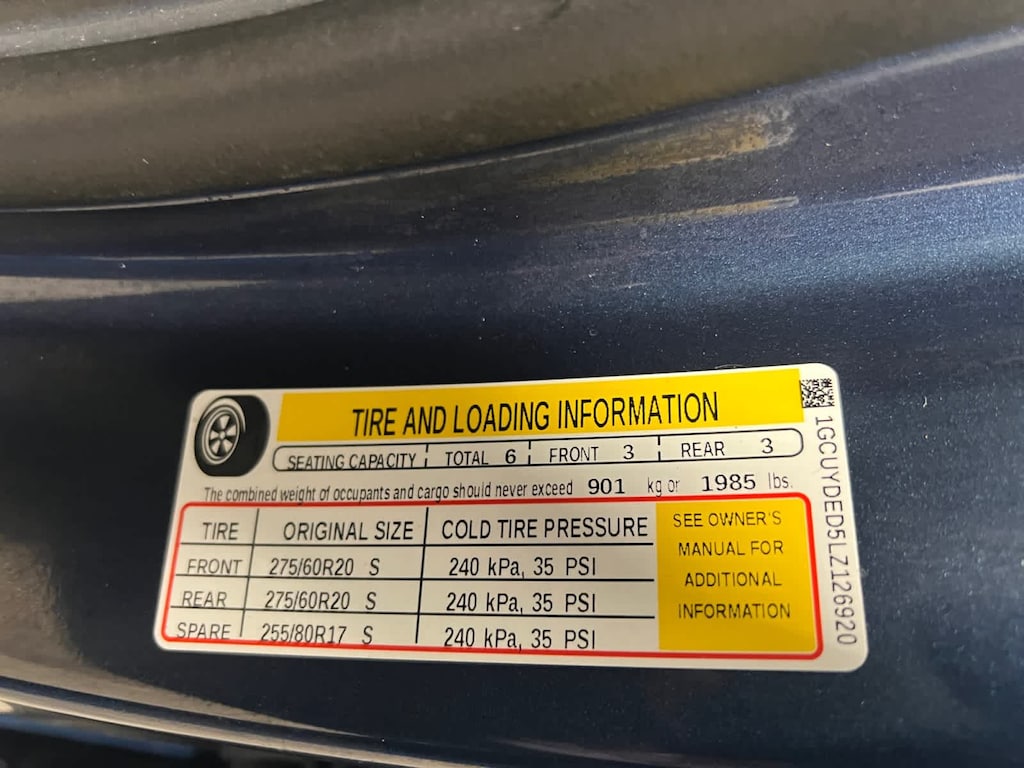 TIRE AND LOADING INFORMATION
SEATING CAPACITY TOTAL 6 FRONT 3 REAR 3
The combined weight of occupants and cargo should never exceed 901 kg or 1985 lbs.
TIRE ORIGINAL SIZE COLD TIRE PRESSURE
FRONT 275/60R20 S 240 kPa, 35 PSI
REAR 275/60R20 S 240 kPa, 35 PSI
SPARE 255/80R17 S 240 kPa, 35 PSI
SEE OWNER'S
MANUAL FOR
ADDITIONAL
INFORMATION
1GCUYDED5LZ126920